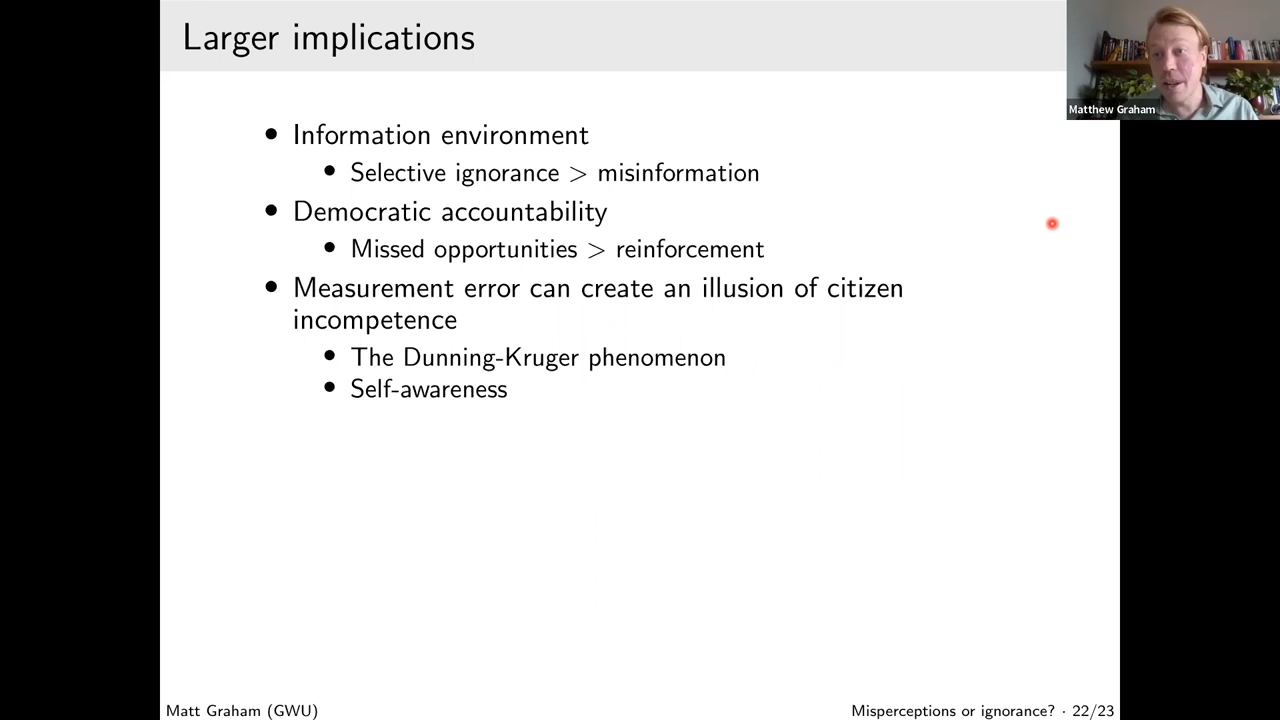 Larger implications
Matthew Graham
• Information environment
• Selective ignorance > misinformation
• Democratic accountability
• Missed opportunities > reinforcement
• Measurement error can create an illusion of citizen
incompetence
• The Dunning-Kruger phenomenon
• Self-awareness
Matt Graham (GWU)
Misperceptions or ignorance? · 22/23